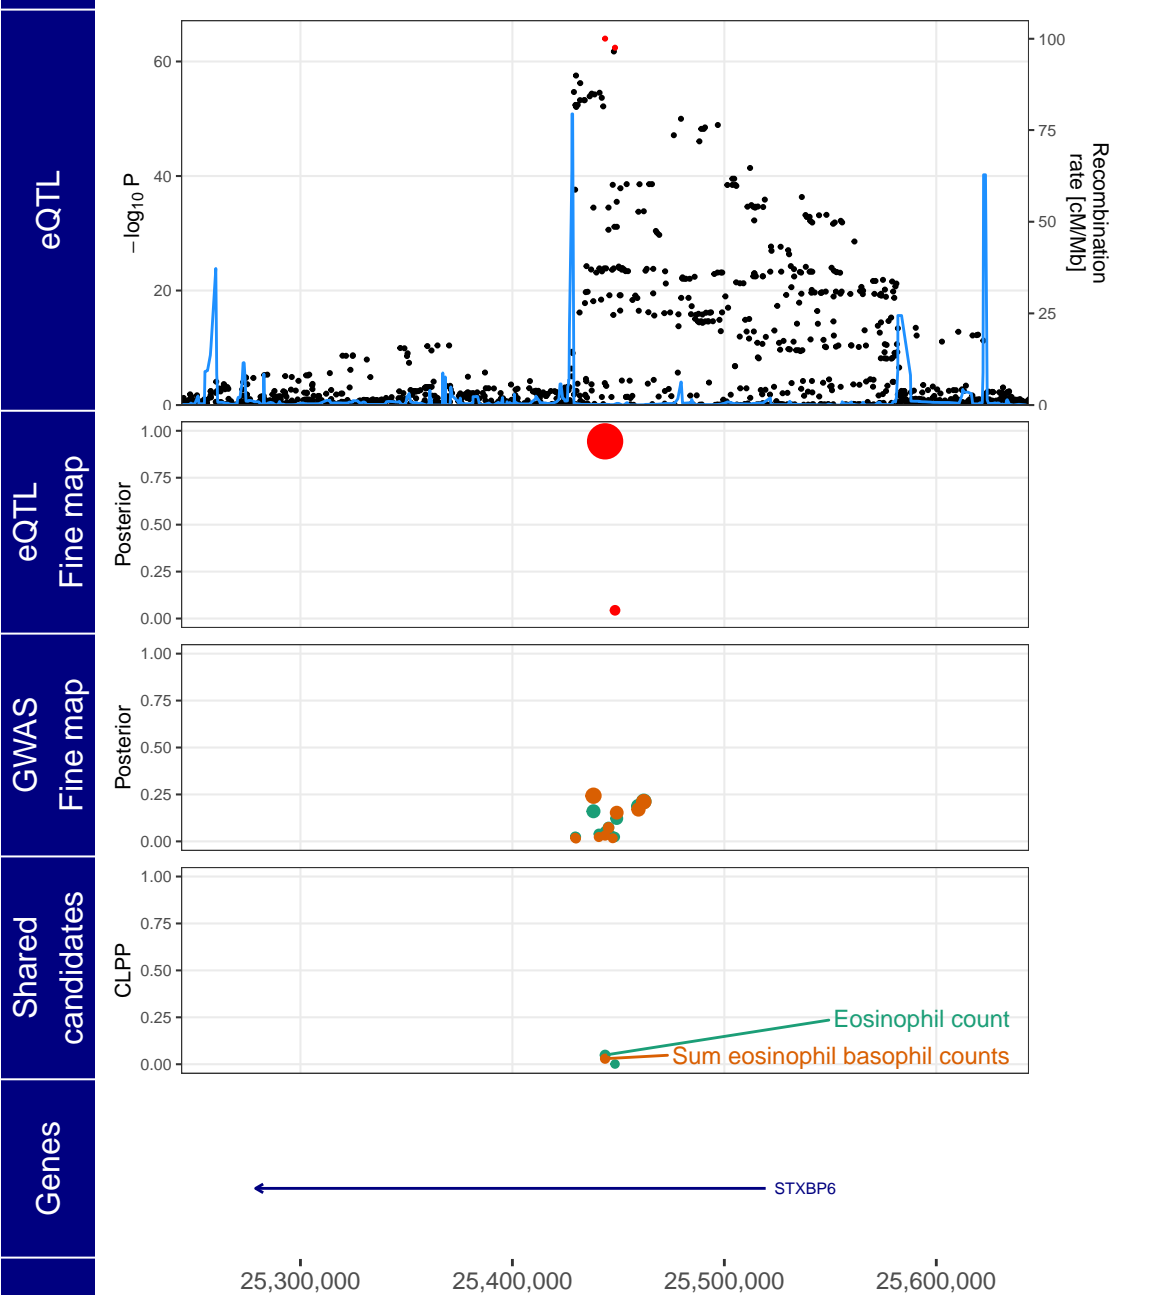 eQTL
−log10 P
60
40
20
0
100
75
50
25
0
Recombination
rate [cM/Mb]
eQTL
Fine map
Posterior
1.00
0.75
0.50
0.25
0.00
GWAS
Fine map
Posterior
1.00
0.75
0.50
0.25
0.00
Shared
candidates
CLPP
1.00
0.75
0.50
0.25
0.00
Eosinophil count
Sum eosinophil basophil counts
Genes
STXBP6
25,300,000
25,400,000
25,500,000
25,600,000